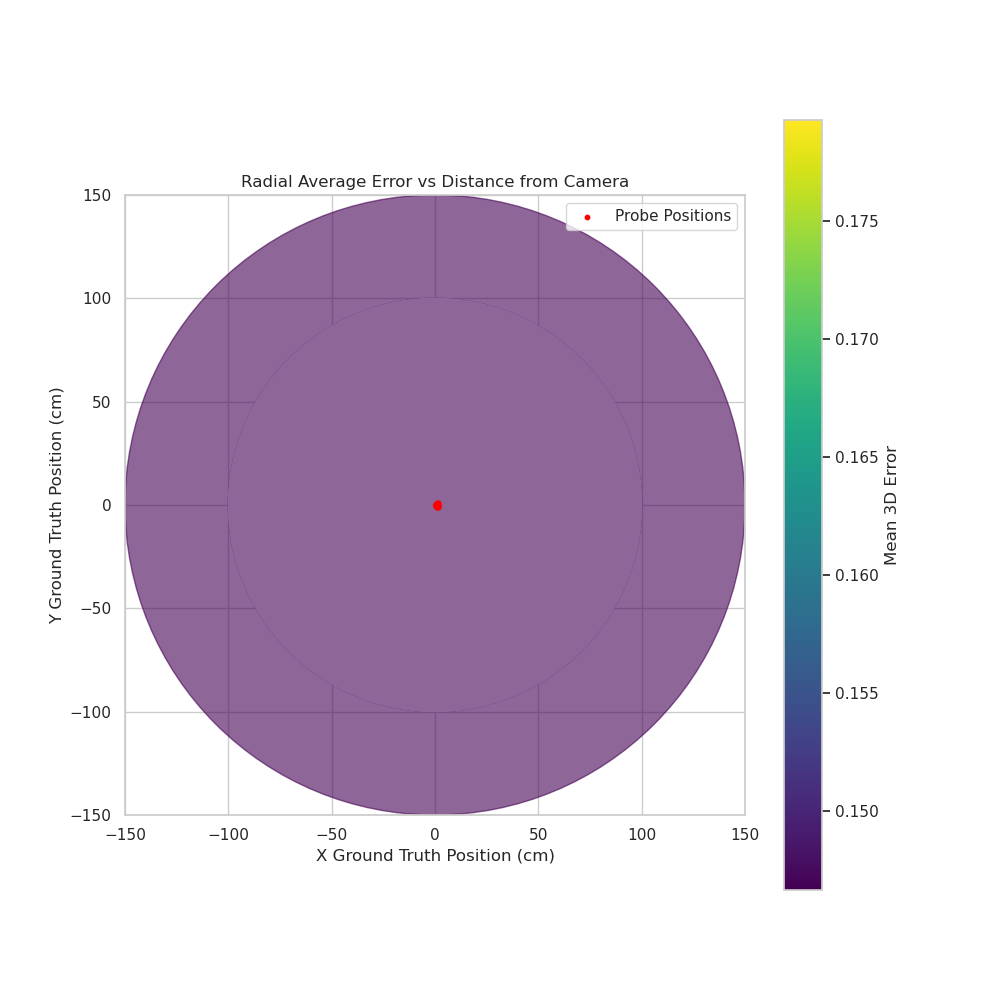 Radial Average Error vs Distance from Camera
Probe Positions
150
100
50
0
−50
−100
−150
Y Ground Truth Position (cm)
−150 −100 −50 0 50 100 150
X Ground Truth Position (cm)
0.175
0.170
0.165
0.160
0.155
0.150
Mean 3D Error